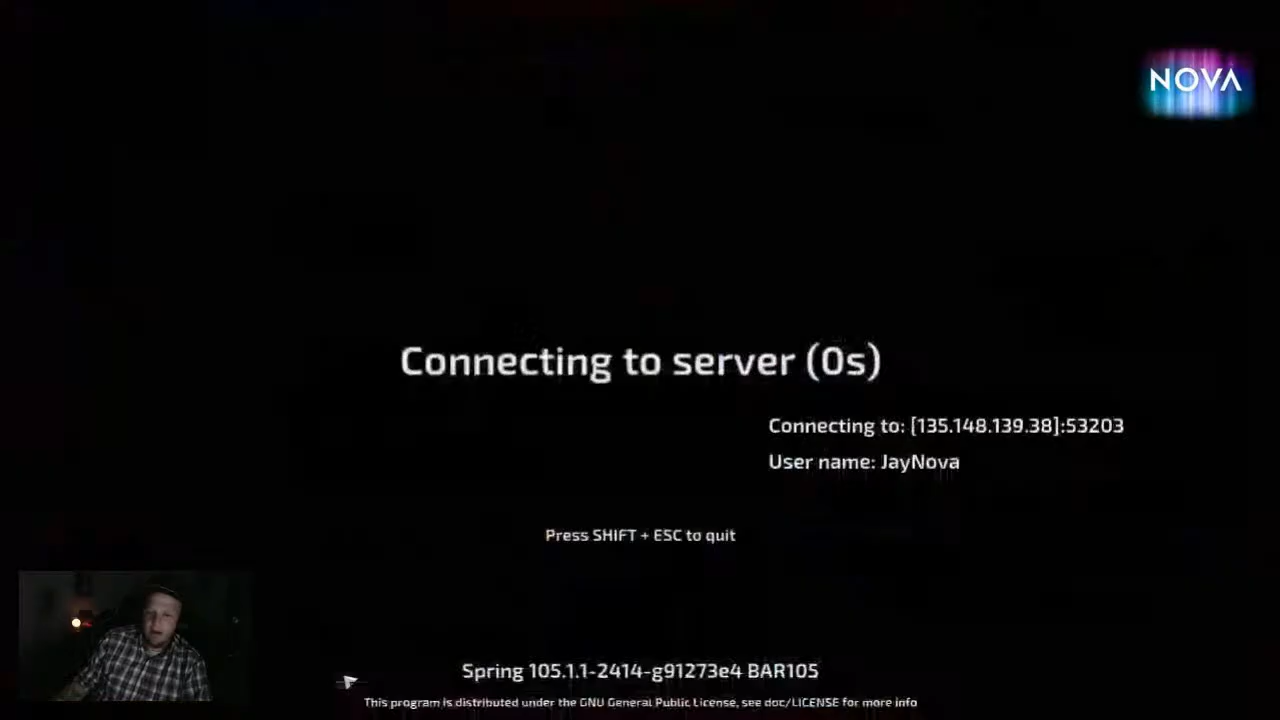 NOVA
Connecting to server (0s)
Connecting to: [135.148.139.38]:53203
User name: JayNova
Press SHIFT + ESC to quit
Spring 105.1.1-2414-g91273e4 BAR105
This program is distributed under the GNU General Public License, see doc/LICENSE for more info